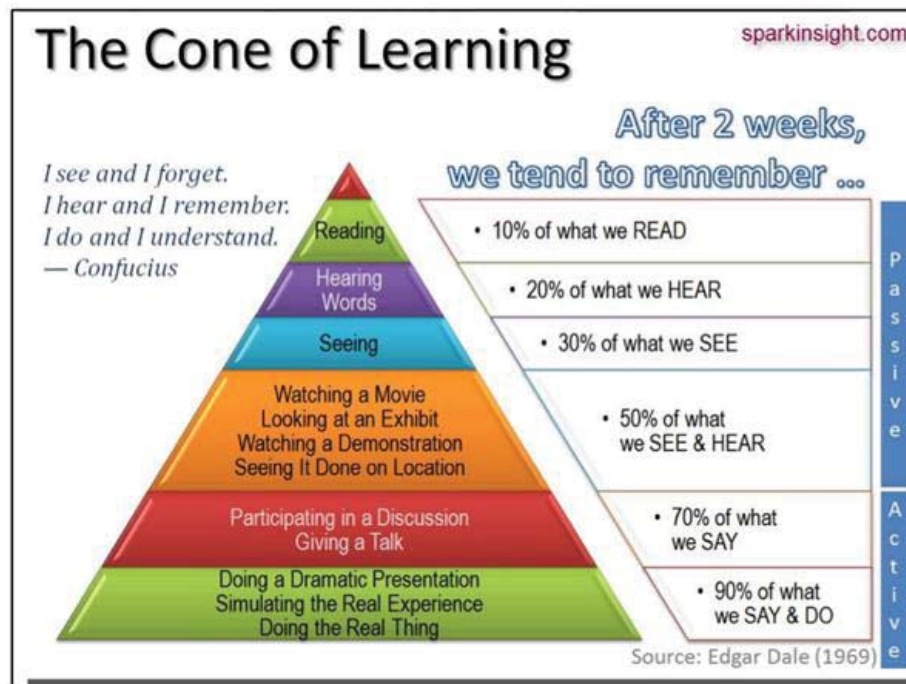 The Cone of Learning
sparkinsight.com
After 2 weeks,
we tend to remember ...
I see and I forget.
I hear and I remember.
I do and I understand.
— Confucius
Reading
• 10% of what we READ
Hearing
Words
• 20% of what we HEAR
Seeing
• 30% of what we SEE
Watching a Movie
Looking at an Exhibit
Watching a Demonstration
Seeing It Done on Location
• 50% of what
we SEE & HEAR
Passive
Participating in a Discussion
Giving a Talk
• 70% of what
we SAY
Doing a Dramatic Presentation
Simulating the Real Experience
Doing the Real Thing
• 90% of what
we SAY & DO
Active
Source: Edgar Dale (1969)